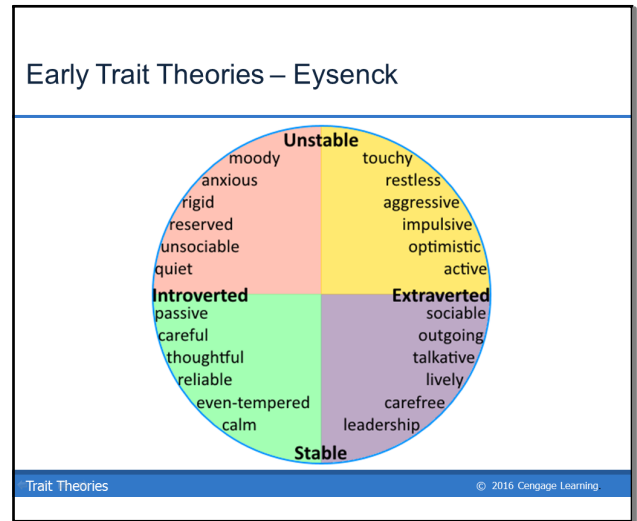 Early Trait Theories – Eysenck
Unstable
moody
anxious
rigid
reserved
unsociable
quiet
touchy
restless
aggressive
impulsive
optimistic
active
Introverted
Extraverted
passive
careful
thoughtful
reliable
even-tempered
calm
sociable
outgoing
talkative
lively
carefree
leadership
Stable
Trait Theories
© 2016 Cengage Learning.